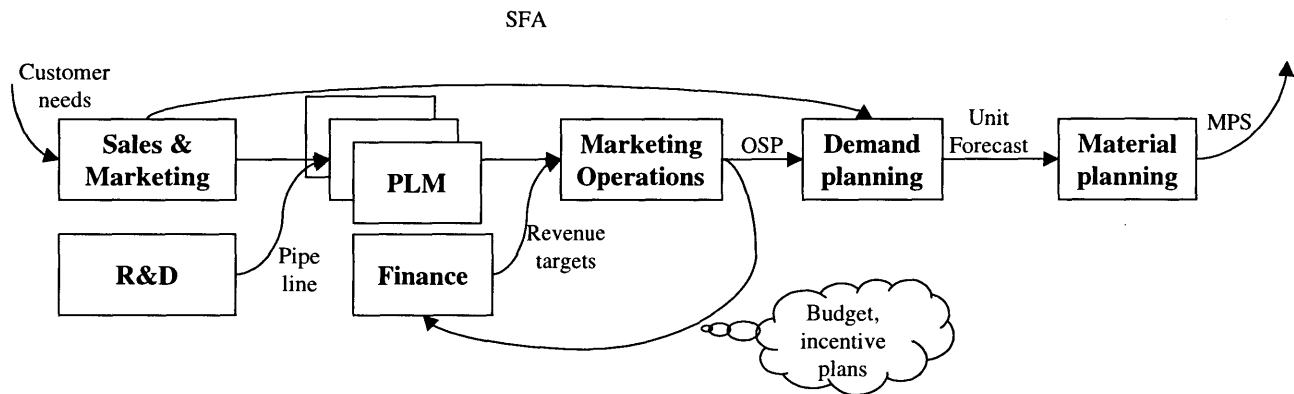 SFA
Customer
needs
Sales &
Marketing
PLM
Marketing
Operations
OSP
Demand
planning
Unit
Forecast
Material
planning
MPS
R&D
Pipe
line
Finance
Revenue
targets
Budget,
incentive
plans